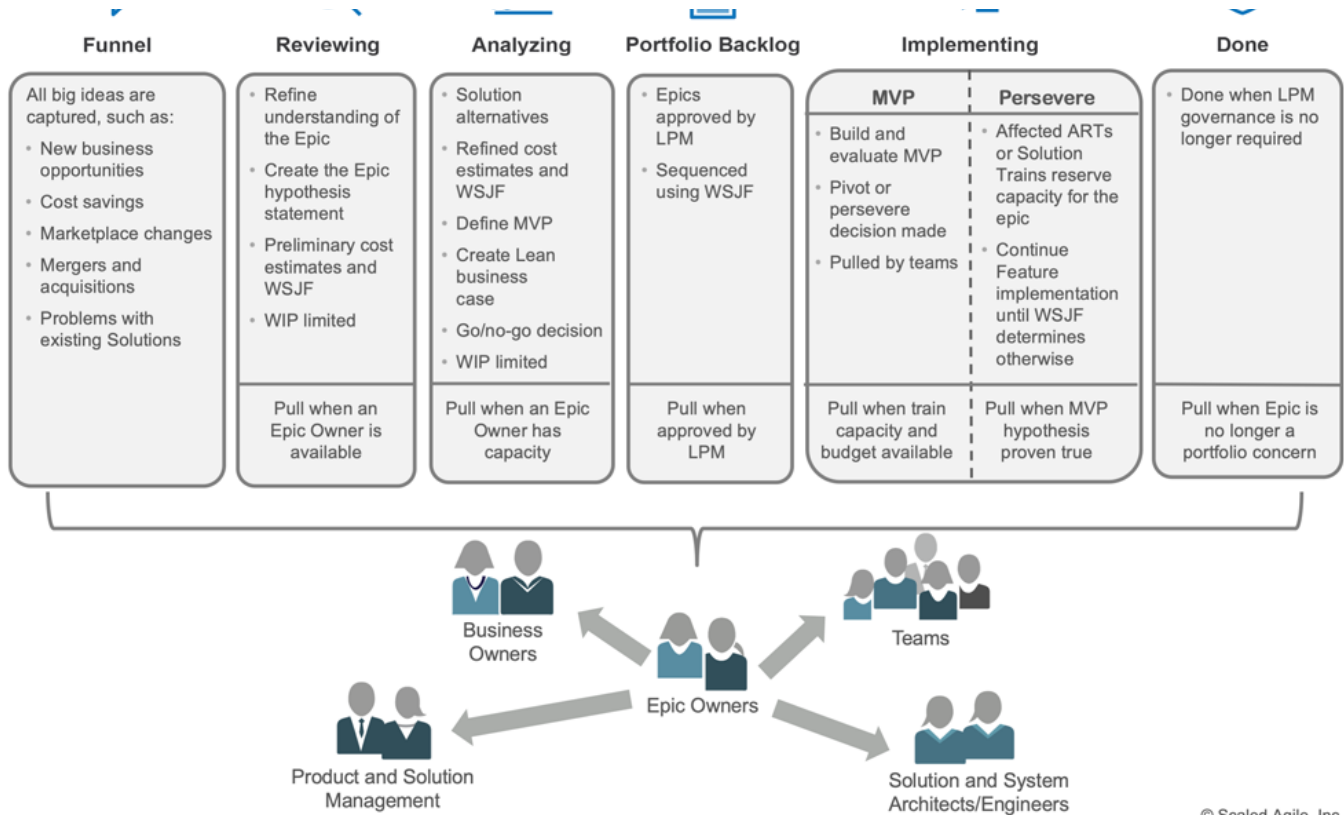 Funnel
Reviewing
Analyzing
Portfolio Backlog
Implementing
Done
All big ideas are
captured, such as:
• New business
opportunities
• Cost savings
• Marketplace changes
• Mergers and
acquisitions
• Problems with
existing Solutions
• Refine
understanding of
the Epic
• Create the Epic
hypothesis
statement
• Preliminary cost
estimates and
WSJF
• WIP limited
Pull when an
Epic Owner is
available
• Solution
alternatives
• Refined cost
estimates and
WSJF
• Define MVP
• Create Lean
business
case
• Go/no-go decision
• WIP limited
Pull when an Epic
Owner has
capacity
• Epics
approved by
LPM
• Sequenced
using WSJF
Pull when
approved by
LPM
MVP
• Build and
evaluate MVP
• Pivot or
persevere
decision made
• Pulled by teams
Pull when train
capacity and
budget available
Persevere
• Affected ARTs
or Solution
Trains reserve
capacity for the
epic
• Continue
Feature
implementation
until WSJF
determines
otherwise
Pull when MVP
hypothesis
proven true
• Done when LPM
governance is no
longer required
Pull when Epic is
no longer a
portfolio concern
Business
Owners
Teams
Epic Owners
Product and Solution
Management
Solution and System
Architects/Engineers
© Scaled Agile, Inc